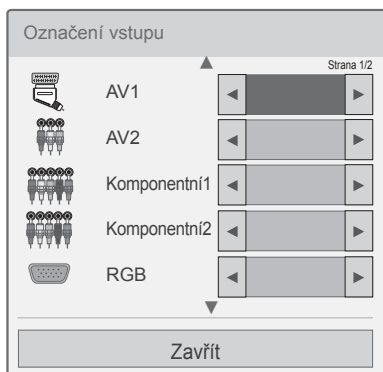 Označení vstupu
Strana 1/2
AV1
AV2
Komponentní1
Komponentní2
RGB
Zavřít